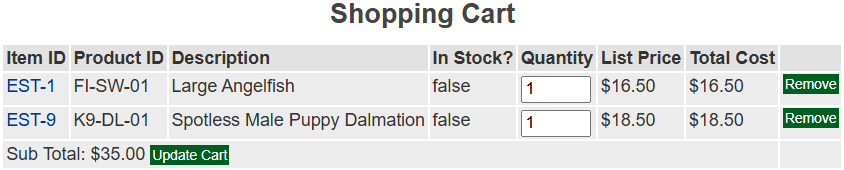 Shopping Cart
Item ID Product ID Description In Stock? Quantity List Price Total Cost
EST-1 FI-SW-01 Large Angelfish false 1 $16.50 $16.50 Remove
EST-9 K9-DL-01 Spotless Male Puppy Dalmation false 1 $18.50 $18.50 Remove
Sub Total: $35.00 Update Cart